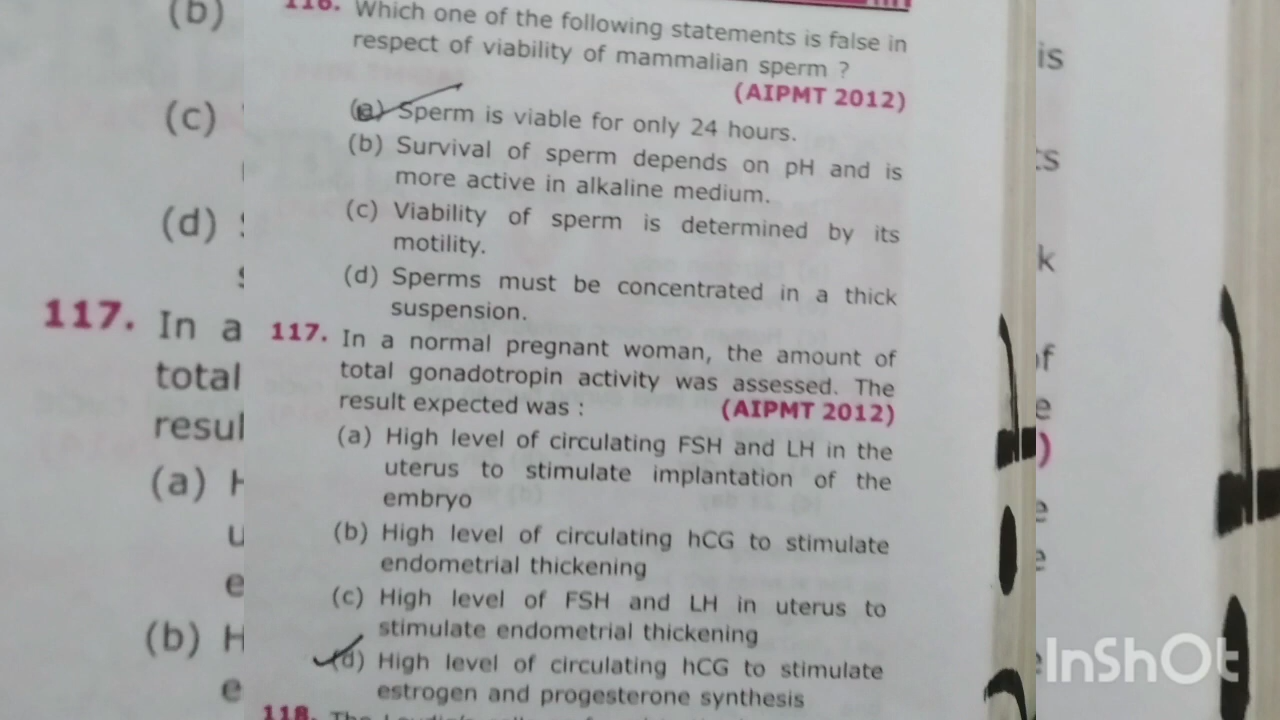 (b)
(c)
(d)
117. In a
total
resul
(a) H
u
e
(b) H
e
116. Which one of the following statements is false in
respect of viability of mammalian sperm ?
(AIPMT 2012)
(a) Sperm is viable for only 24 hours.
(b) Survival of sperm depends on pH and is
more active in alkaline medium.
(c) Viability of sperm is determined by its
motility.
(d) Sperms must be concentrated in a thick
suspension.
117. In a normal pregnant woman, the amount of
total gonadotropin activity was assessed. The
result expected was : (AIPMT 2012)
(a) High level of circulating FSH and LH in the
uterus to stimulate implantation of the
embryo
(b) High level of circulating hCG to stimulate
endometrial thickening
(c) High level of FSH and LH in uterus to
stimulate endometrial thickening
(d) High level of circulating hCG to stimulate
estrogen and progesterone synthesis
118. The
is
k
e
)
e
InShOt